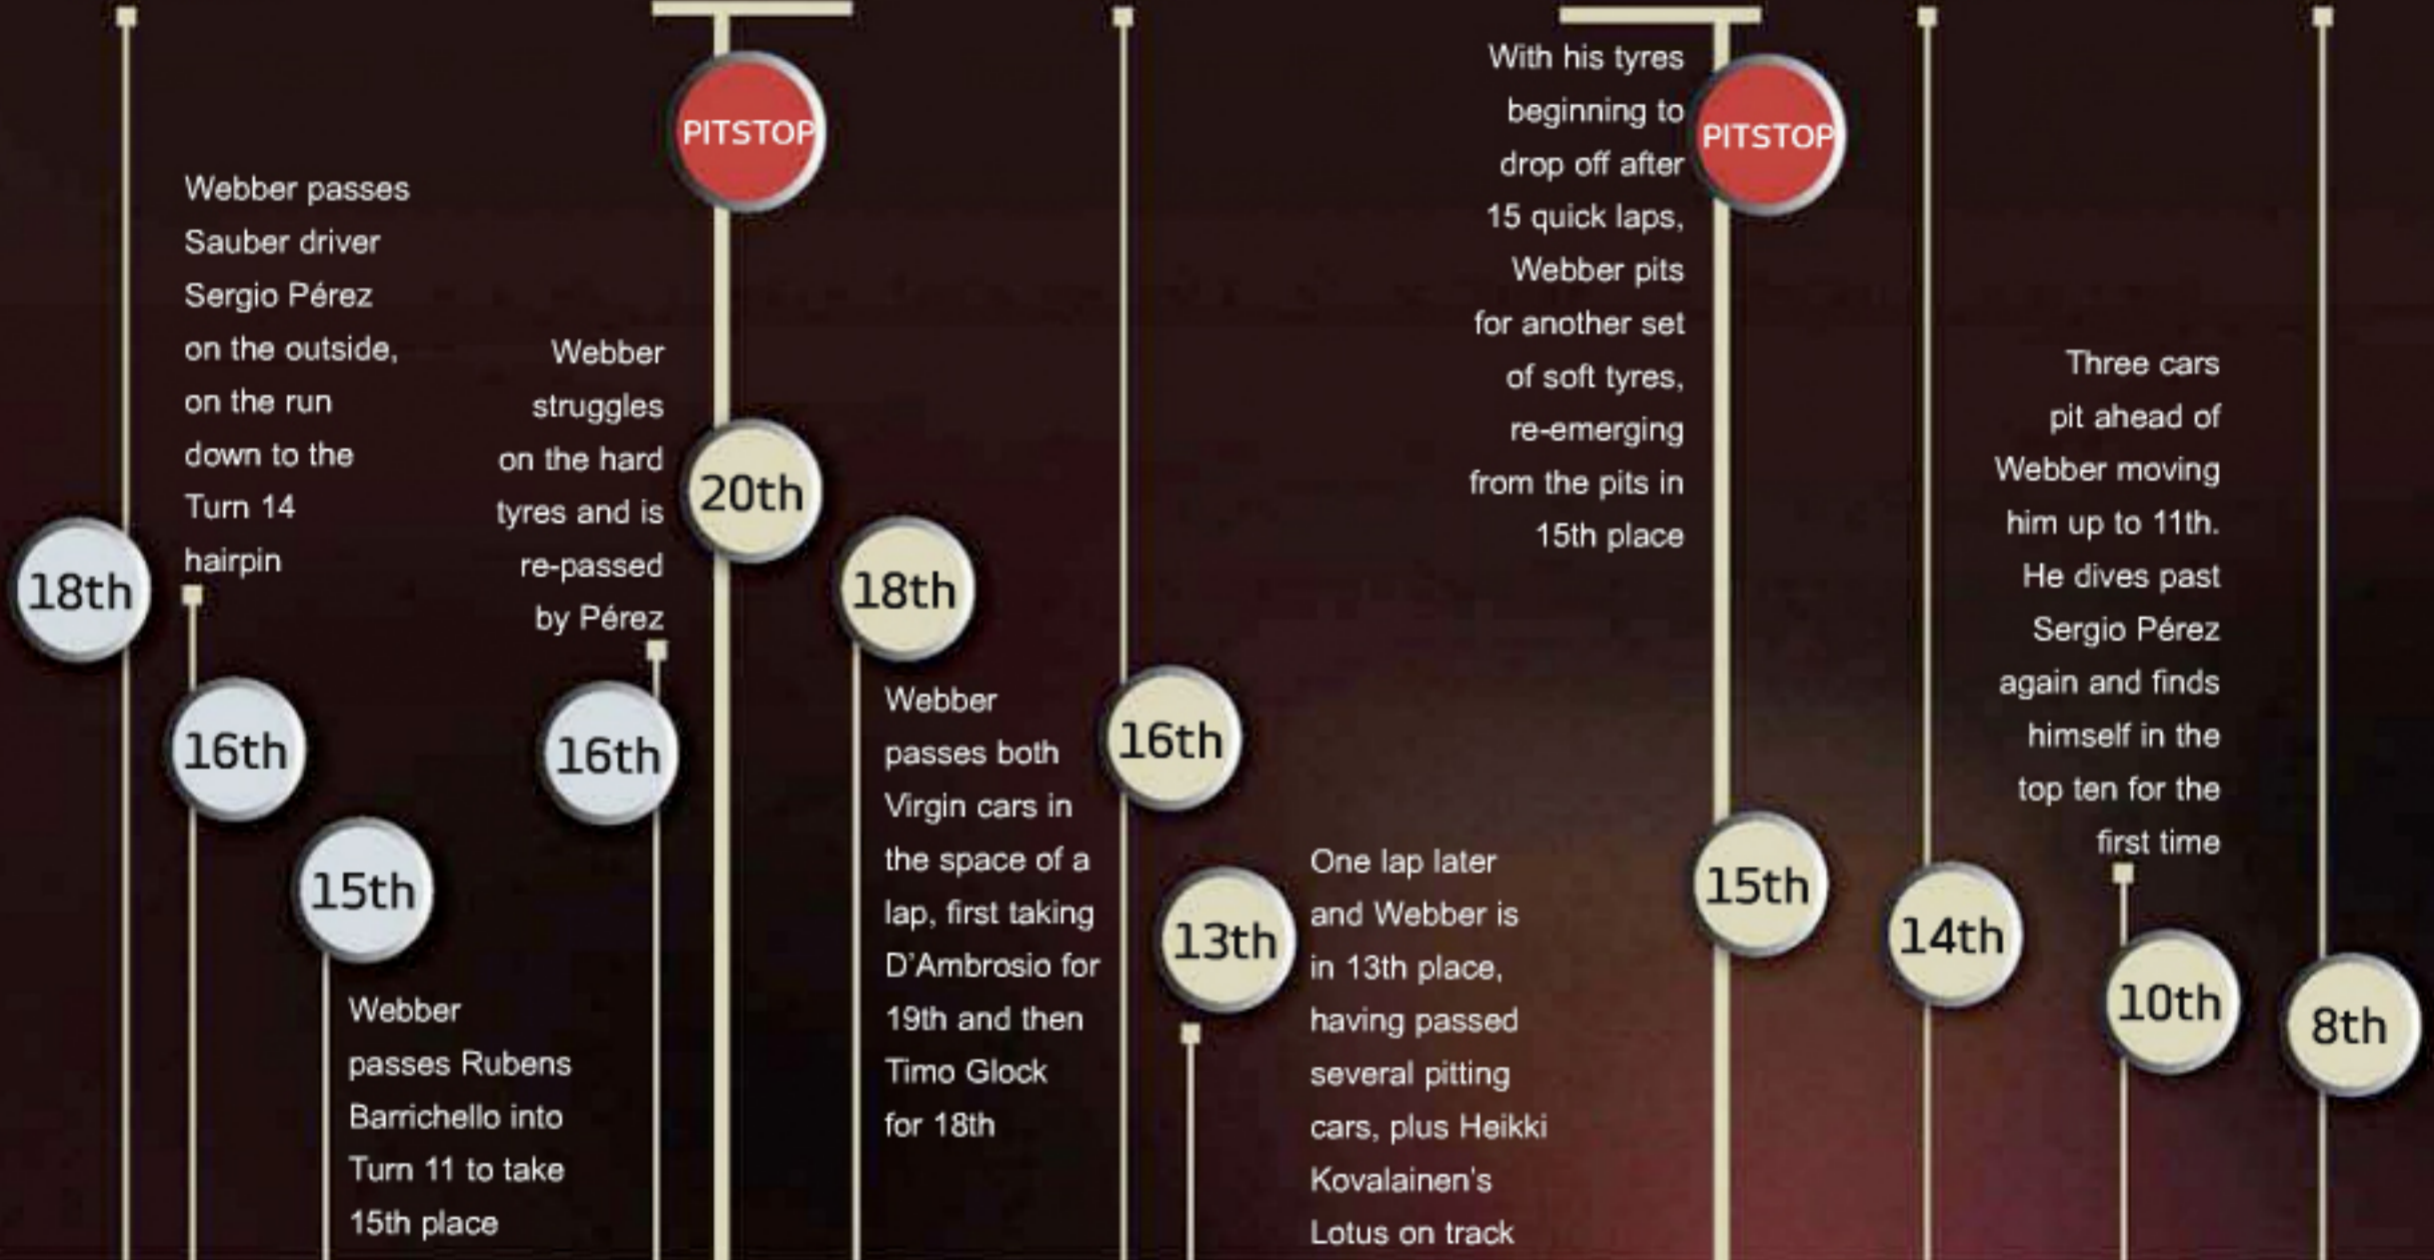 18th
Webber passes
Sauber driver
Sergio Pérez
on the outside,
on the run
down to the
Turn 14
hairpin
16th
15th
Webber
passes Rubens
Barrichello into
Turn 11 to take
15th place
Webber
struggles
on the hard
tyres and is
re-passed
by Pérez
16th
PITSTOP
20th
18th
Webber
passes both
Virgin cars in
the space of a
lap, first taking
D'Ambrosio for
19th and then
Timo Glock
for 18th
16th
13th
One lap later
and Webber is
in 13th place,
having passed
several pitting
cars, plus Heikki
Kovalainen's
Lotus on track
With his tyres
beginning to
drop off after
15 quick laps,
Webber pits
for another set
of soft tyres,
re-emerging
from the pits in
15th place
PITSTOP
15th
14th
Three cars
pit ahead of
Webber moving
him up to 11th.
He dives past
Sergio Pérez
again and finds
himself in the
top ten for the
first time
10th
8th